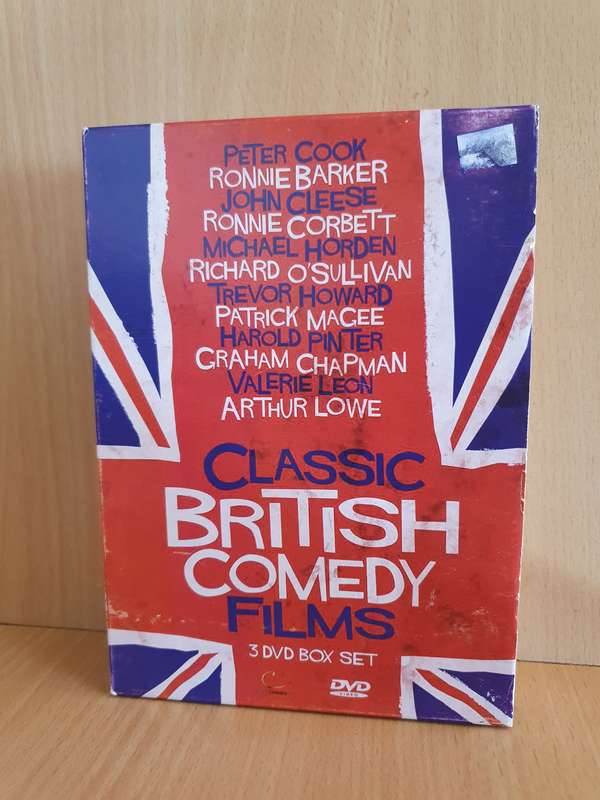 PETER COOK
RONNIE BARKER
JOHN CLEESE
RONNIE CORBETT
MICHAEL HORDEN
RICHARD O'SULLIVAN
TREVOR HOWARD
PATRICK MAGEE
HAROLD PINTER
GRAHAM CHAPMAN
VALERIE LEON
ARTHUR LOWE
CLASSIC
BRITISH
COMEDY
FILMS
3 DVD BOX SET
DVD
VIDEO